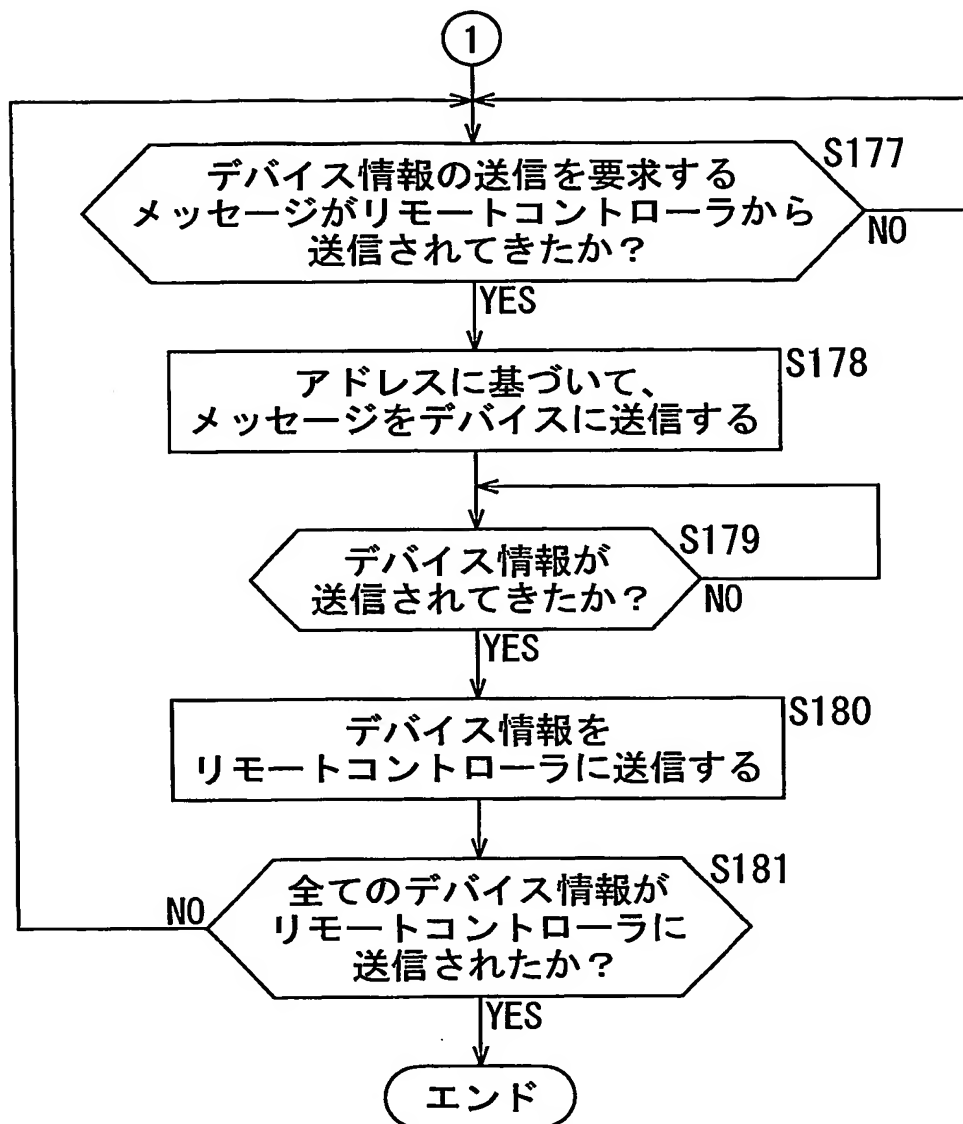 1
デバイス情報の送信を要求する
メッセージがリモートコントローラから
送信されてきたか？
S177
NO
YES
アドレスに基づいて、
メッセージをデバイスに送信する
S178
デバイス情報が
送信されてきたか？
S179
NO
YES
デバイス情報を
リモートコントローラに送信する
S180
全てのデバイス情報が
リモートコントローラに
送信されたか？
S181
NO
YES
エンド